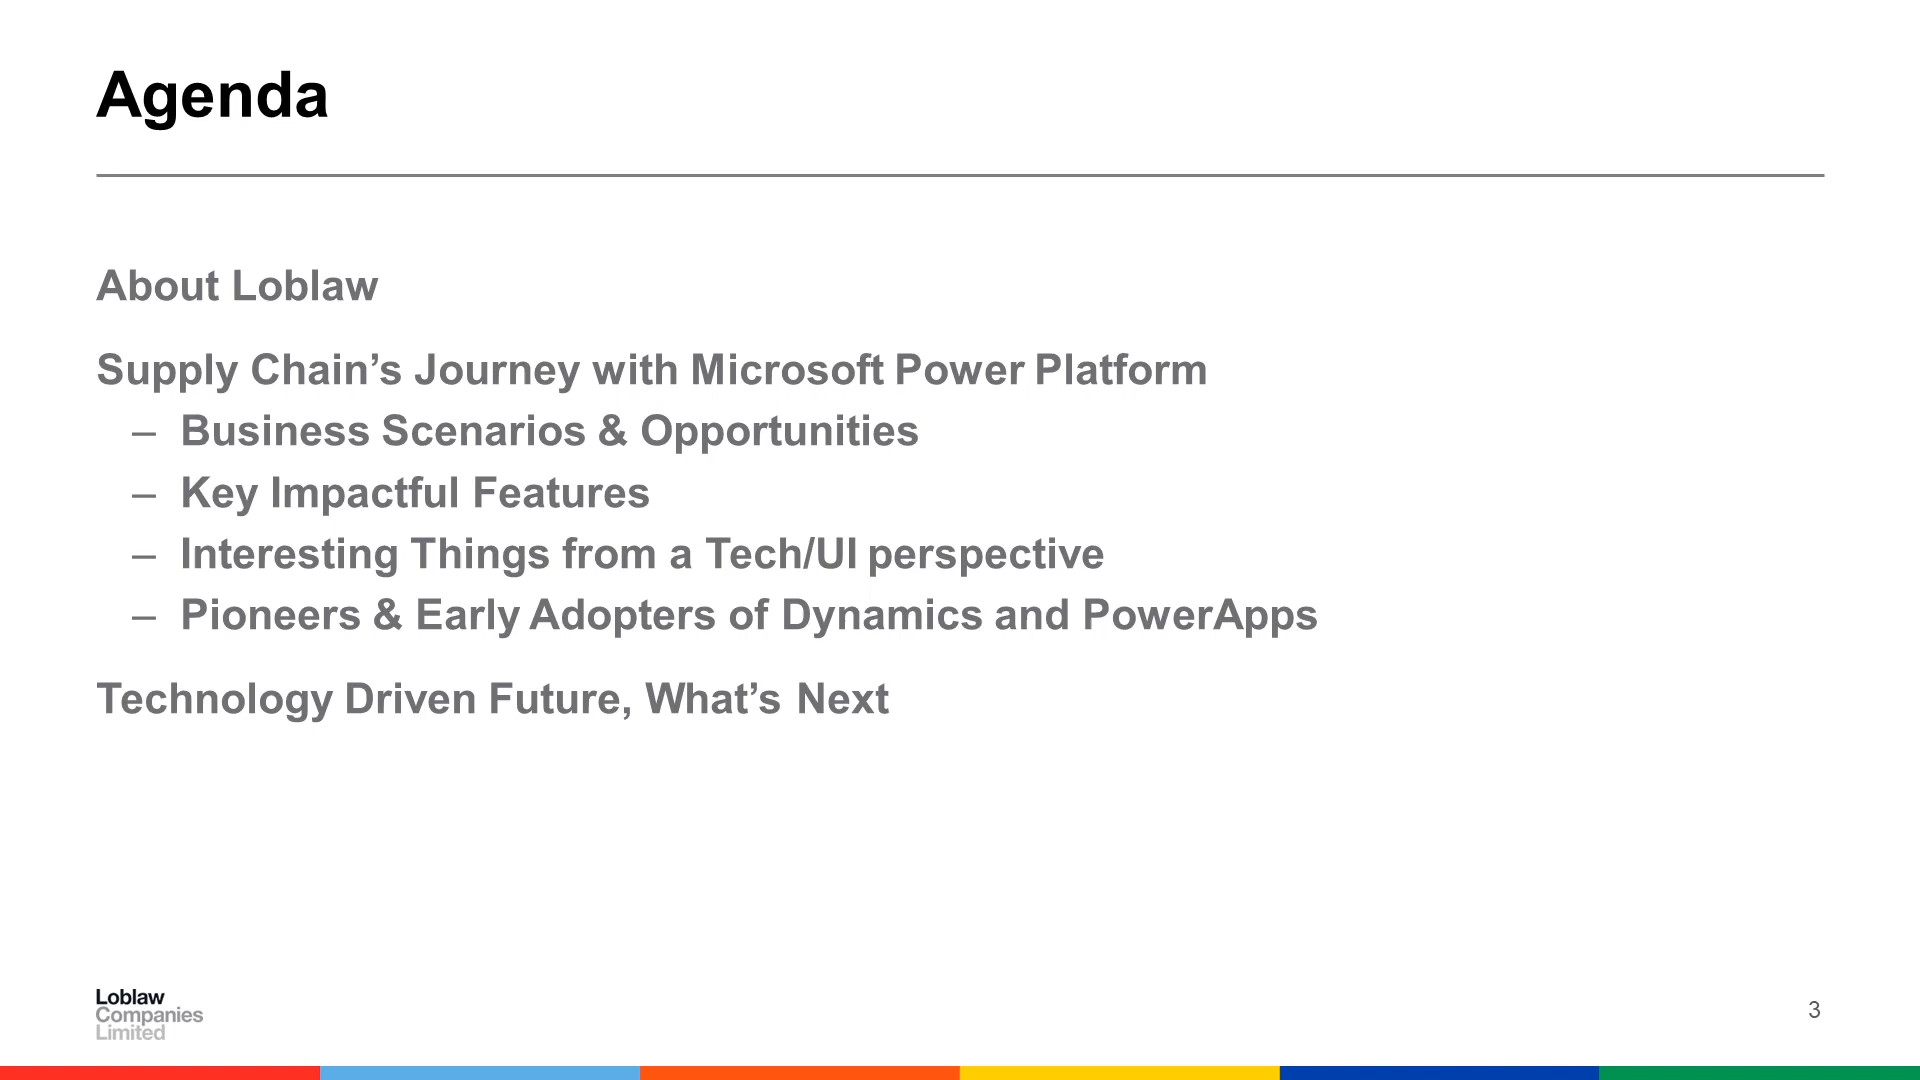 Agenda
About Loblaw
Supply Chain’s Journey with Microsoft Power Platform
– Business Scenarios & Opportunities
– Key Impactful Features
– Interesting Things from a Tech/UI perspective
– Pioneers & Early Adopters of Dynamics and PowerApps
Technology Driven Future, What’s Next
Loblaw
Companies
Limited
3